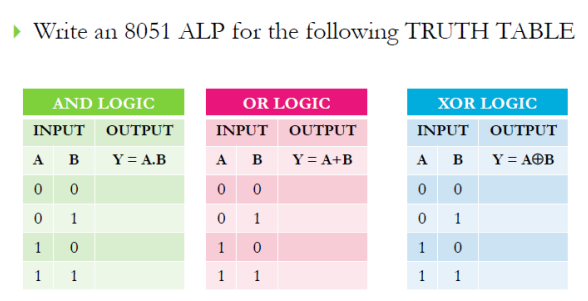 Write an 8051 ALP for the following TRUTH TABLE
AND LOGIC
INPUT OUTPUT
A B Y = A.B
0 0
0 1
1 0
1 1
OR LOGIC
INPUT OUTPUT
A B Y = A+B
0 0
0 1
1 0
1 1
XOR LOGIC
INPUT OUTPUT
A B Y = A⊕B
0 0
0 1
1 0
1 1